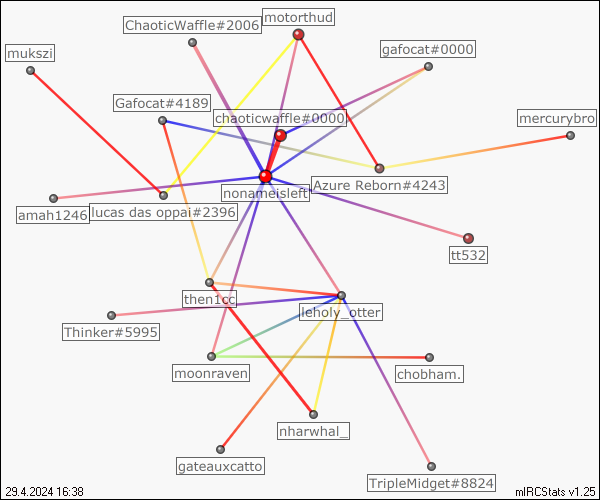 ChaoticWaffle#2006
motorthud
gafocat#0000
mukszi
Gafocat#4189
chaoticwaffle#0000
mercurybro
nonameisleft
Azure Reborn#4243
amah1246
lucas das oppai#2396
tt532
then1cc
leholy_otter
Thinker#5995
moonraven
chobham.
nharwhal_
gateauxcatto
TripleMidget#8824
29.4.2024 16:38
mIRCStats v1.25